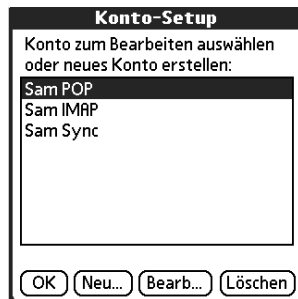 Konto-Setup
Konto zum Bearbeiten auswählen
oder neues Konto erstellen:
Sam POP
Sam IMAP
Sam Sync
OK Neu... Bearb... Löschen